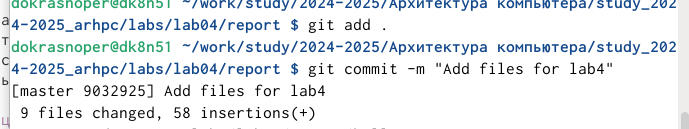 dokrasnoper@dk8n51 ~/work/study/2024-2025/Архитектура компьютера/study_202
4-2025_arhpc/labs/lab04/report $ git add .
dokrasnoper@dk8n51 ~/work/study/2024-2025/Архитектура компьютера/study_202
4-2025_arhpc/labs/lab04/report $ git commit -m "Add files for lab4"
[master 9032925] Add files for lab4
9 files changed, 58 insertions(+)